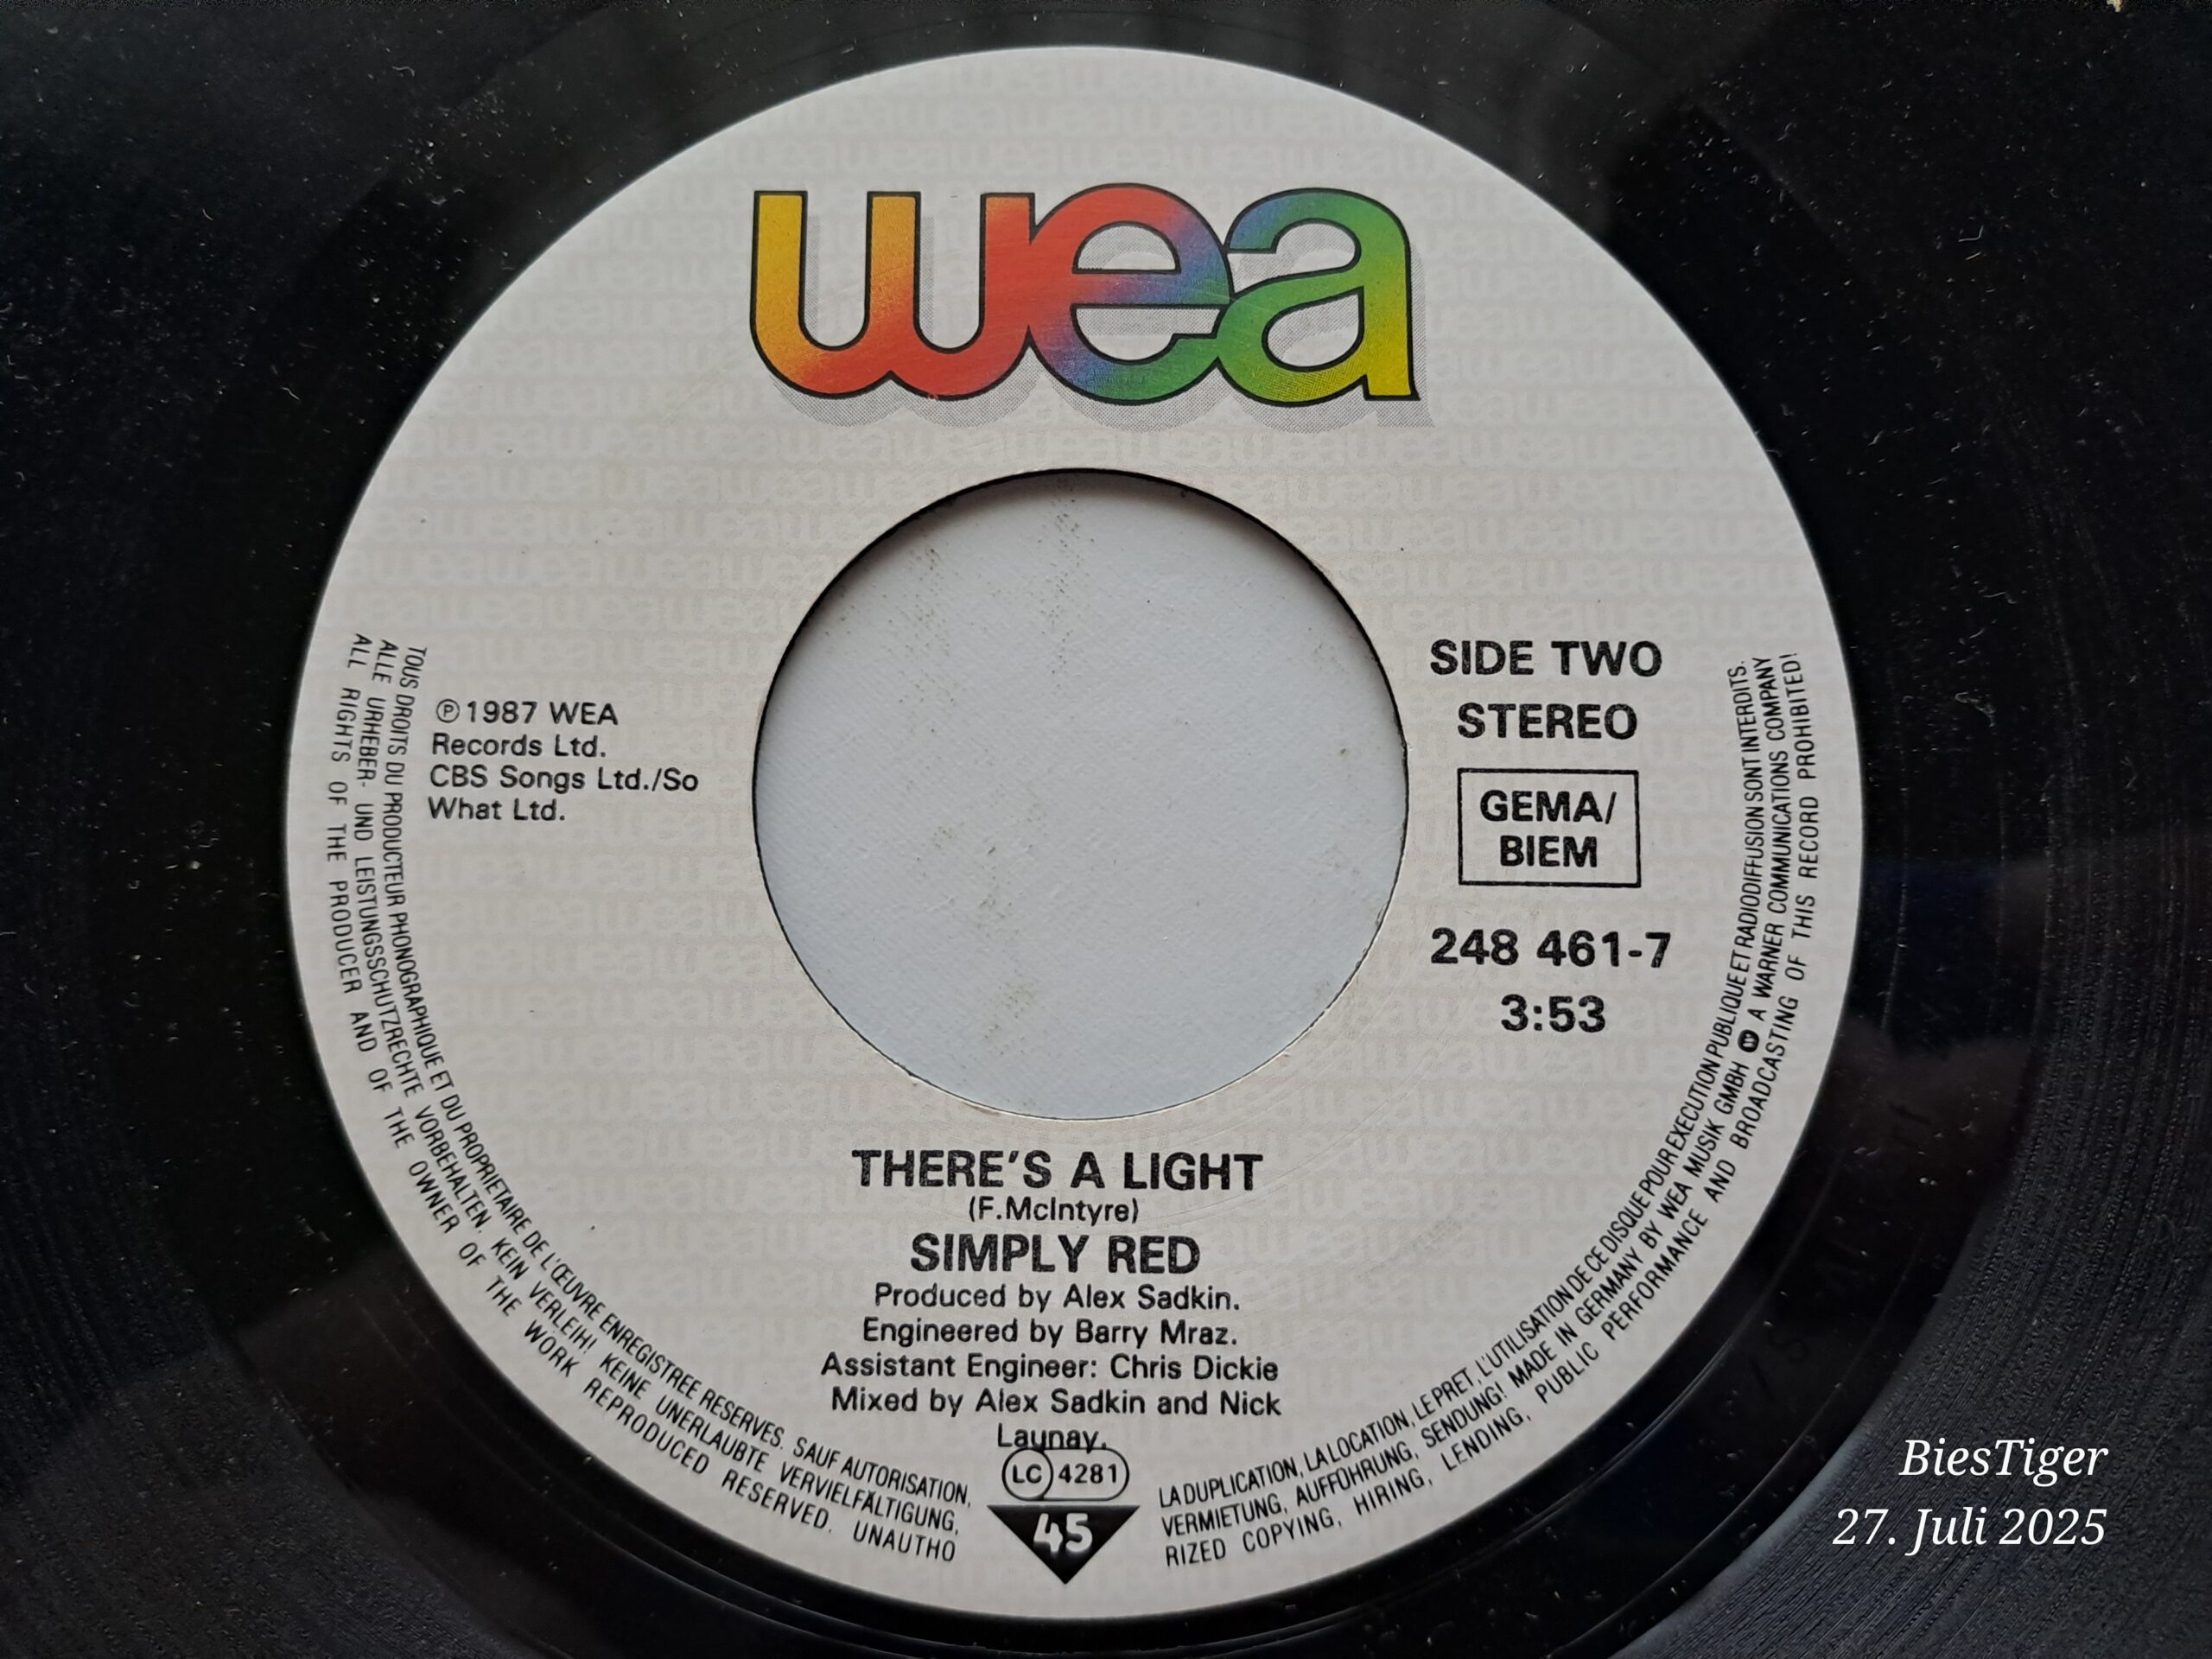 wea
℗1987 WEA
Records Ltd.
CBS Songs Ltd./So
What Ltd.
SIDE TWO
STEREO
GEMA/
BIEM
248 461-7
3:53
THERE'S A LIGHT
(F.McIntyre)
SIMPLY RED
Produced by Alex Sadkin.
Engineered by Barry Mraz.
Assistant Engineer: Chris Dickie
Mixed by Alex Sadkin and Nick
Launay.
LC 4281
45
TOUS DROITS DU PRODUCTEUR PHONOGRAPHIQUE ET DU PROPRIETAIRE DE L'ŒUVRE ENREGISTREE RESERVES. SAUF AUTORISATION, LA DUPLICATION, LA LOCATION, LE PRET, L'UTILISATION DE CE DISQUE POUR EXECUTION PUBLIQUE ET RADIODIFFUSION SONT INTERDITS.
ALLE URHEBER- UND LEISTUNGSSCHUTZRECHTE VORBEHALTEN. KEIN VERLEIH! KEINE UNERLAUBTE VERVIELFÄLTIGUNG, VERMIETUNG, AUFFÜHRUNG, SENDUNG! MADE IN GERMANY BY WEA MUSIK GMBH W A WARNER COMMUNICATIONS COMPANY
ALL RIGHTS OF THE PRODUCER AND OF THE OWNER OF THE WORK REPRODUCED RESERVED. UNAUTHORIZED COPYING, HIRING, LENDING, PUBLIC PERFORMANCE AND BROADCASTING OF THIS RECORD PROHIBITED!
BiesTiger
27. Juli 2025